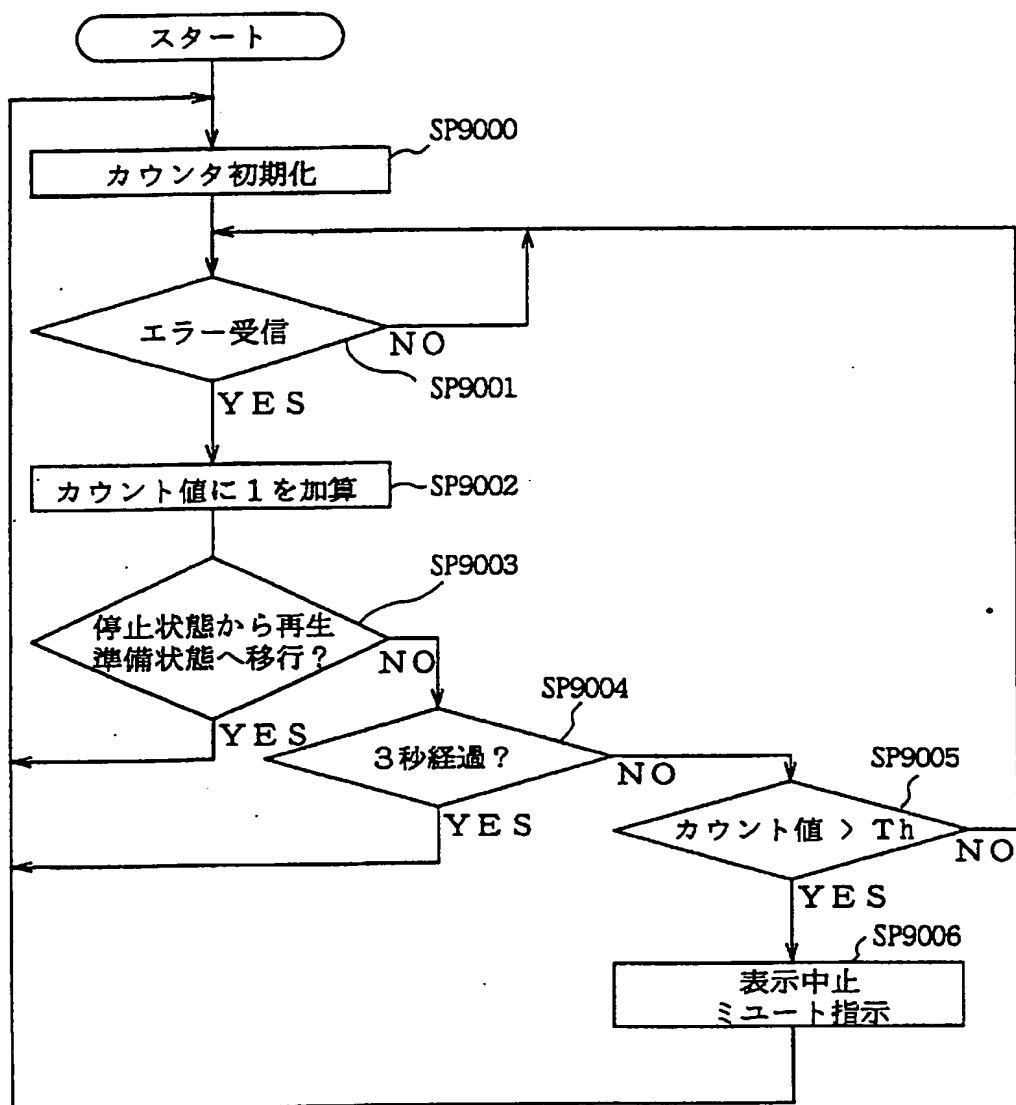 スタート
SP9000
カウンタ初期化
エラー受信
NO
SP9001
YES
カウント値に1を加算
SP9002
SP9003
停止状態から再生
準備状態へ移行?
NO
YES
SP9004
3秒経過?
NO
YES
SP9005
カウント値 > Th
NO
YES
SP9006
表示中止
ミユート指示